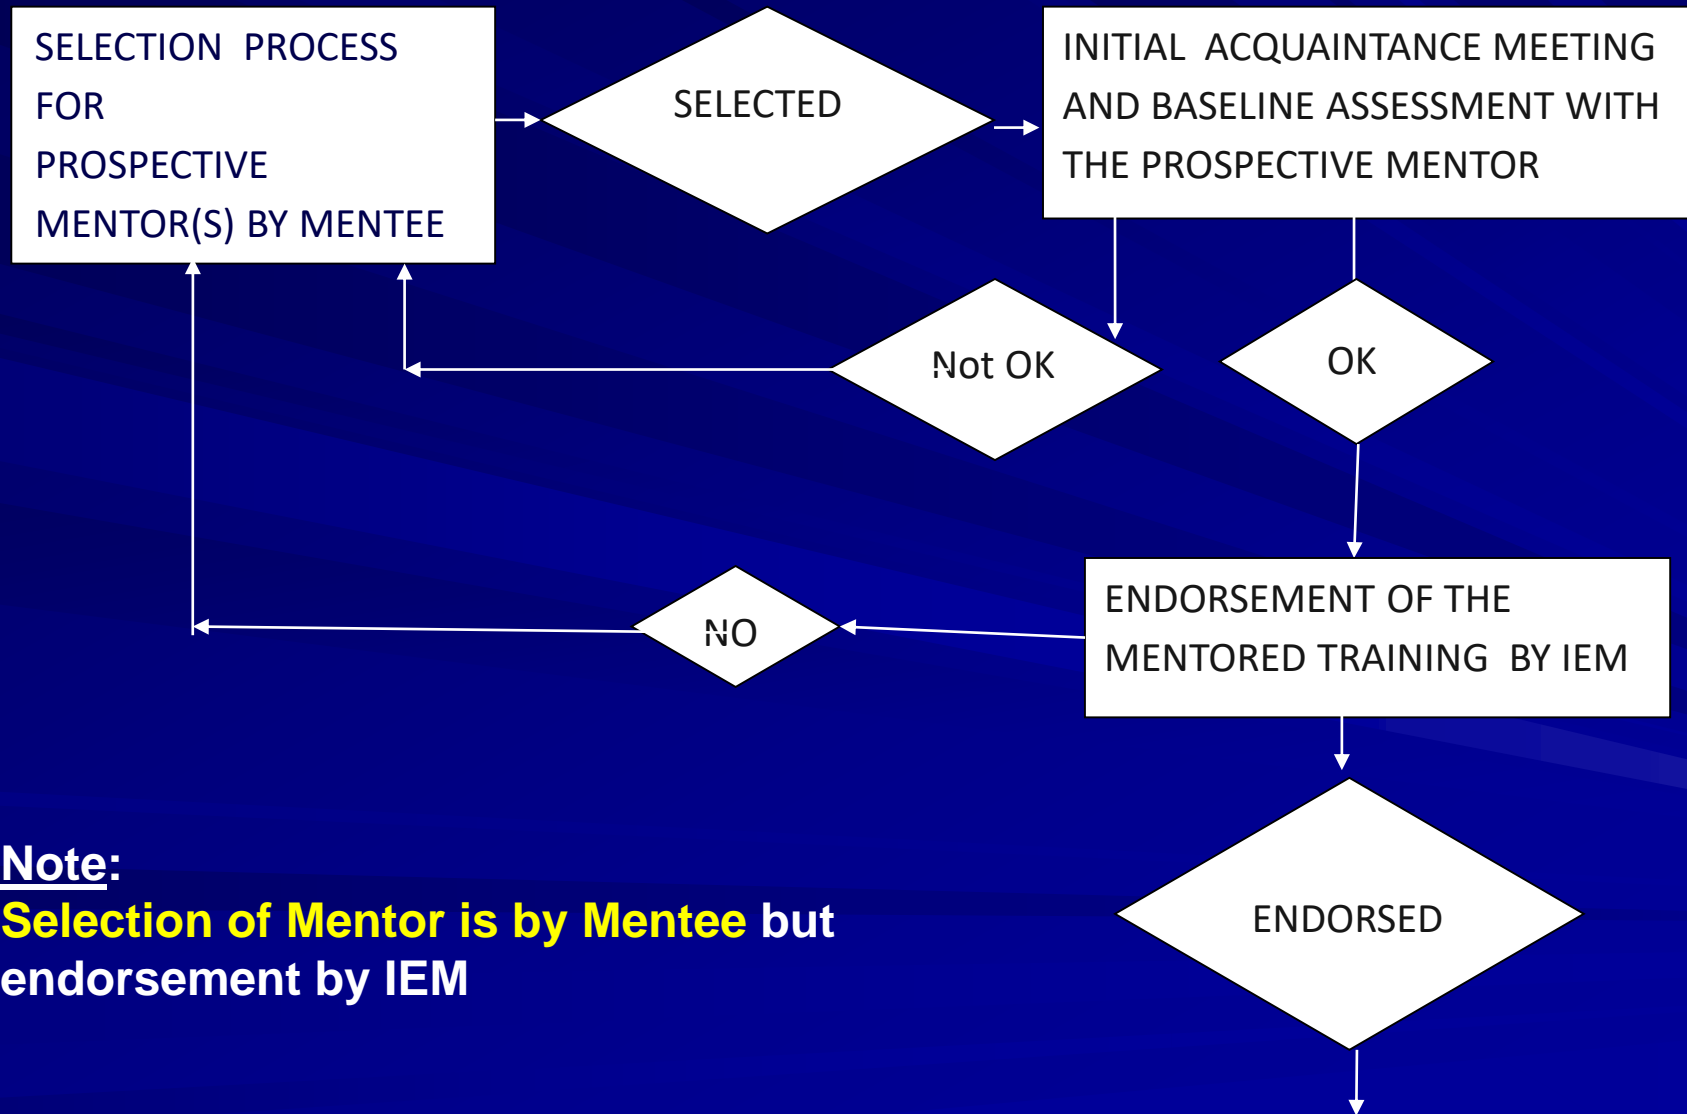 SELECTION PROCESS
FOR
PROSPECTIVE
MENTOR(S) BY MENTEE
SELECTED
INITIAL ACQUAINTANCE MEETING
AND BASELINE ASSESSMENT WITH
THE PROSPECTIVE MENTOR
Not OK
OK
ENDORSEMENT OF THE
MENTORED TRAINING BY IEM
NO
ENDORSED
Note:
Selection of Mentor is by Mentee but
endorsement by IEM